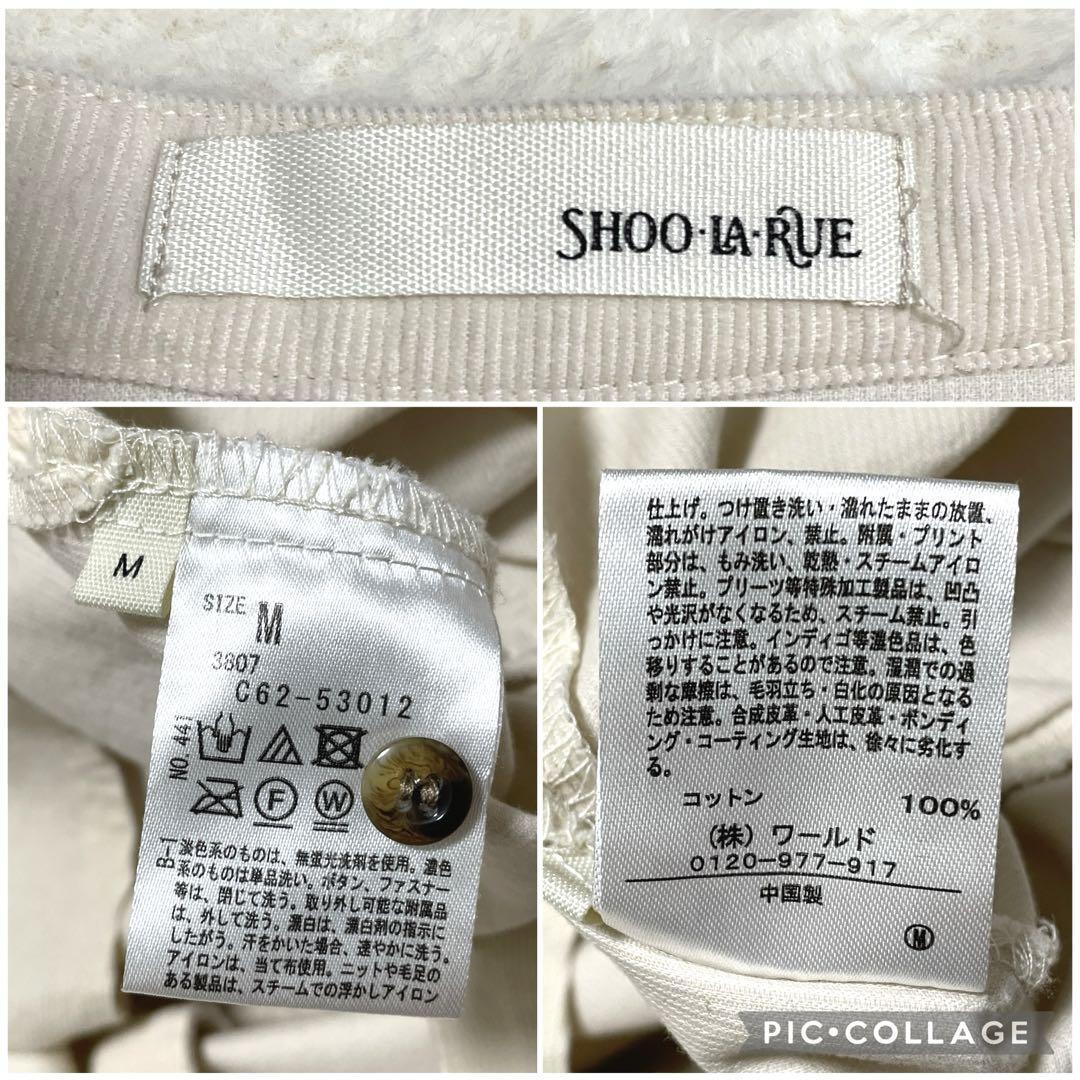 SHOO·LA·RUE
M
SIZE
M
3807
C62-53012
NO. 441
F
W
B-1
淡色系のものは、無蛍光洗剤を使用。濃色
系のものは単品洗い。ボタン、ファスナー
等は、閉じて洗う。取り外し可能な附属品
は、外して洗う。漂白は、漂白剤の指示に
したがう。汗をかいた場合、速やかに洗う。
アイロンは、当て布使用。ニットや毛足の
ある製品は、スチームでの浮かしアイロン
仕上げ。つけ置き洗い・濡れたままの放置、
濡れがけアイロン、禁止。附属・プリント
部分は、もみ洗い、乾熱・スチームアイロ
ン禁止。プリーツ等特殊加工製品は、凹凸
や光沢がなくなるため、スチーム禁止。引
っかけに注意。インディゴ等濃色品は、色
移りすることがあるので注意。湿潤での過
剰な摩擦は、毛羽立ち・白化の原因となる
ため注意。合成皮革・人工皮革・ボンディ
ング・コーティング生地は、徐々に劣化す
る。
コットン 100%
(株) ワールド
0120-977-917
中国製
M
PIC•COLLAGE